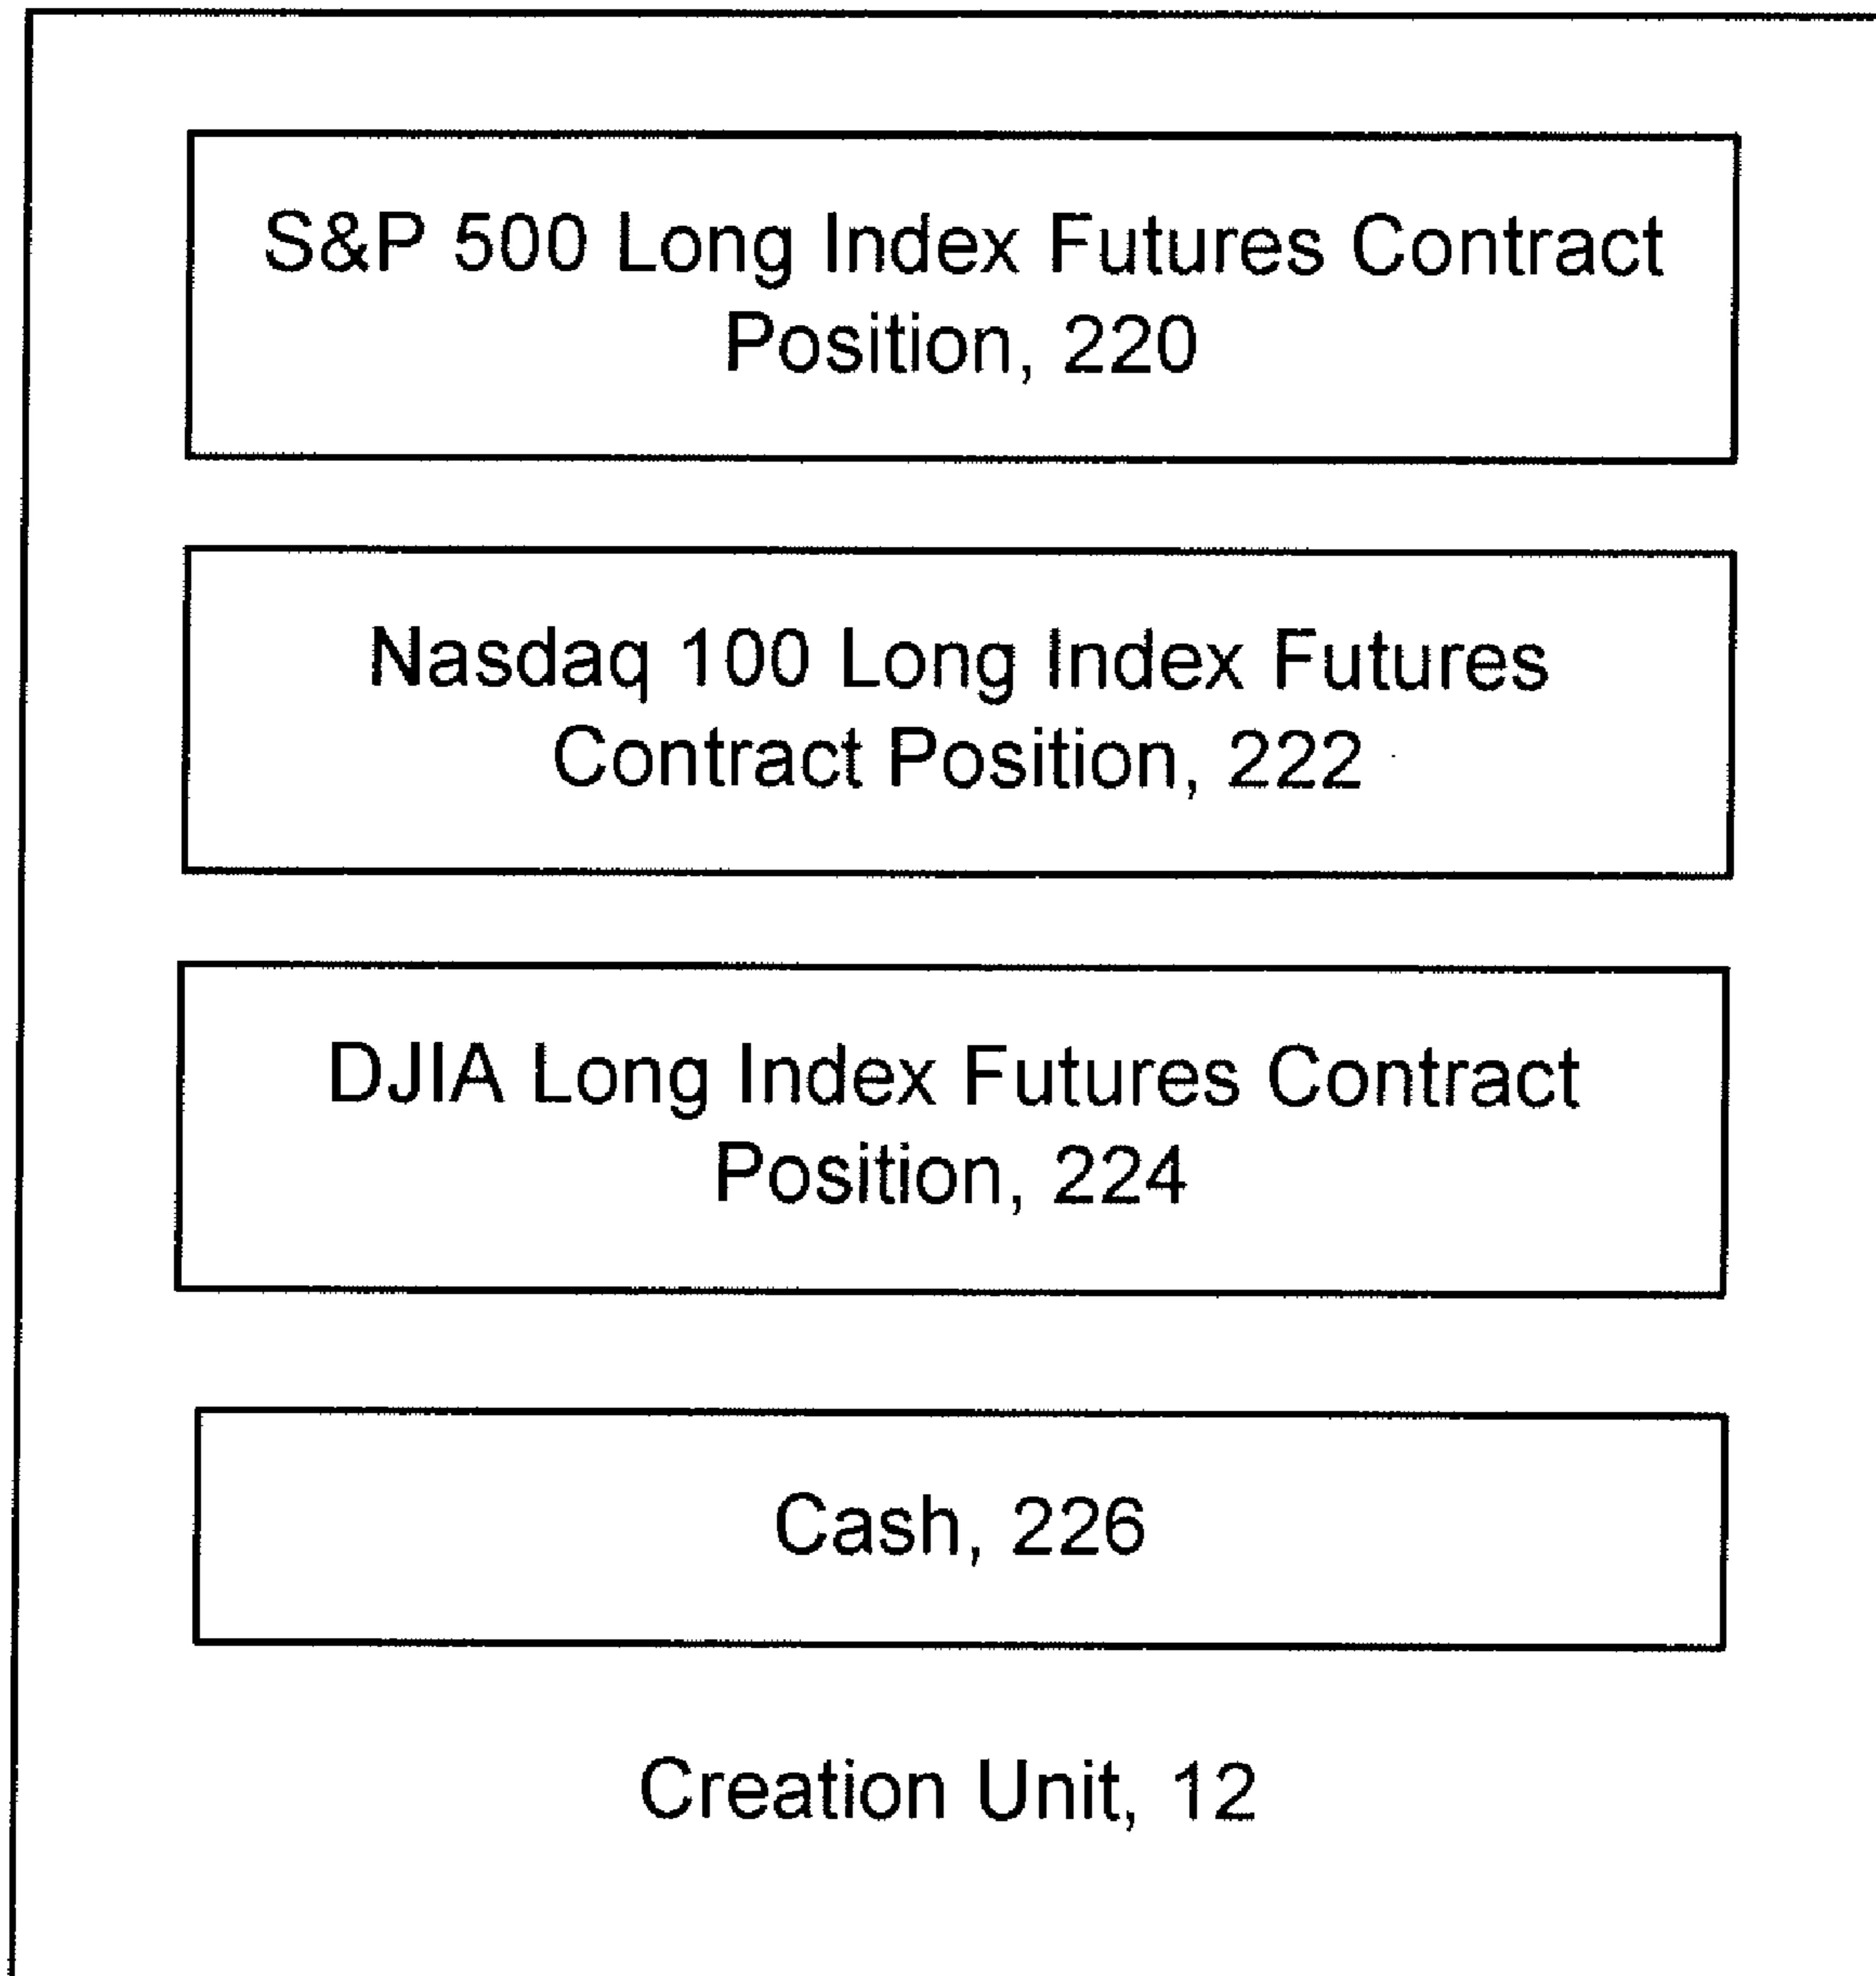 S&P 500 Long Index Futures Contract
Position, 220
Nasdaq 100 Long Index Futures
Contract Position, 222
DJIA Long Index Futures Contract
Position, 224
Cash, 226
Creation Unit, 12